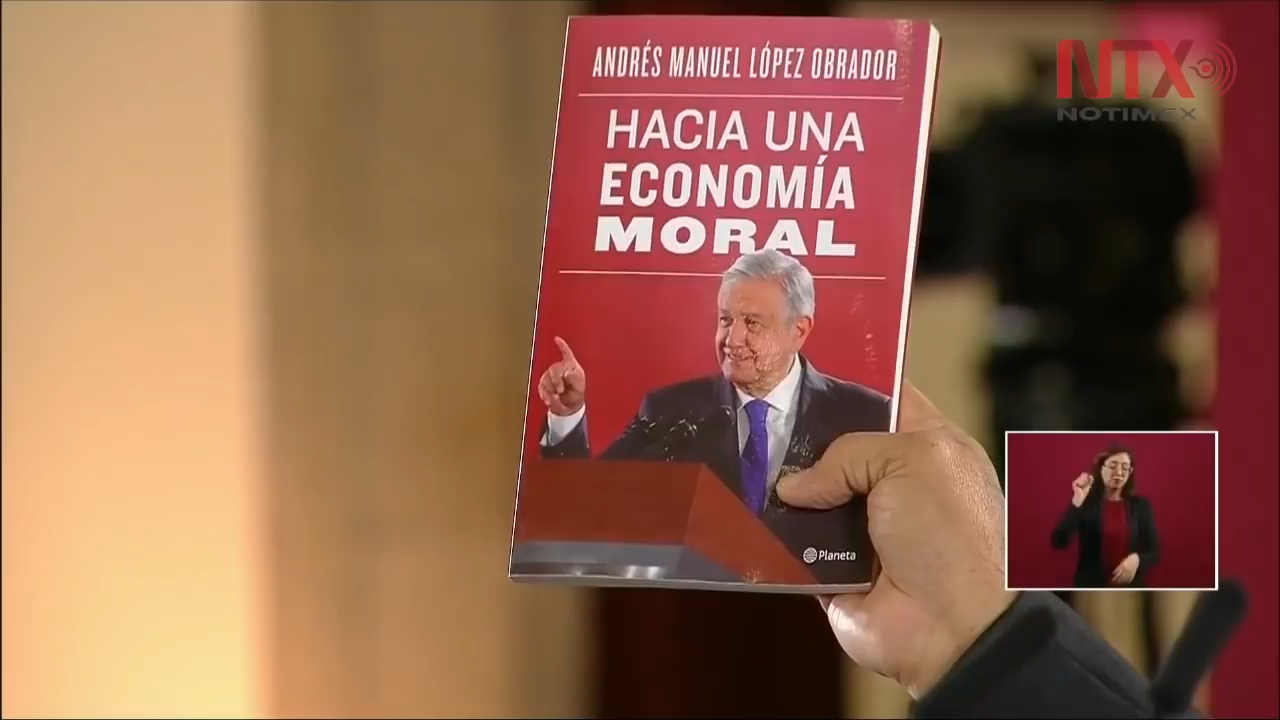 ANDRÉS MANUEL LÓPEZ OBRADOR
HACIA UNA
ECONOMÍA
MORAL
Planeta
NTX
NOTIMEX